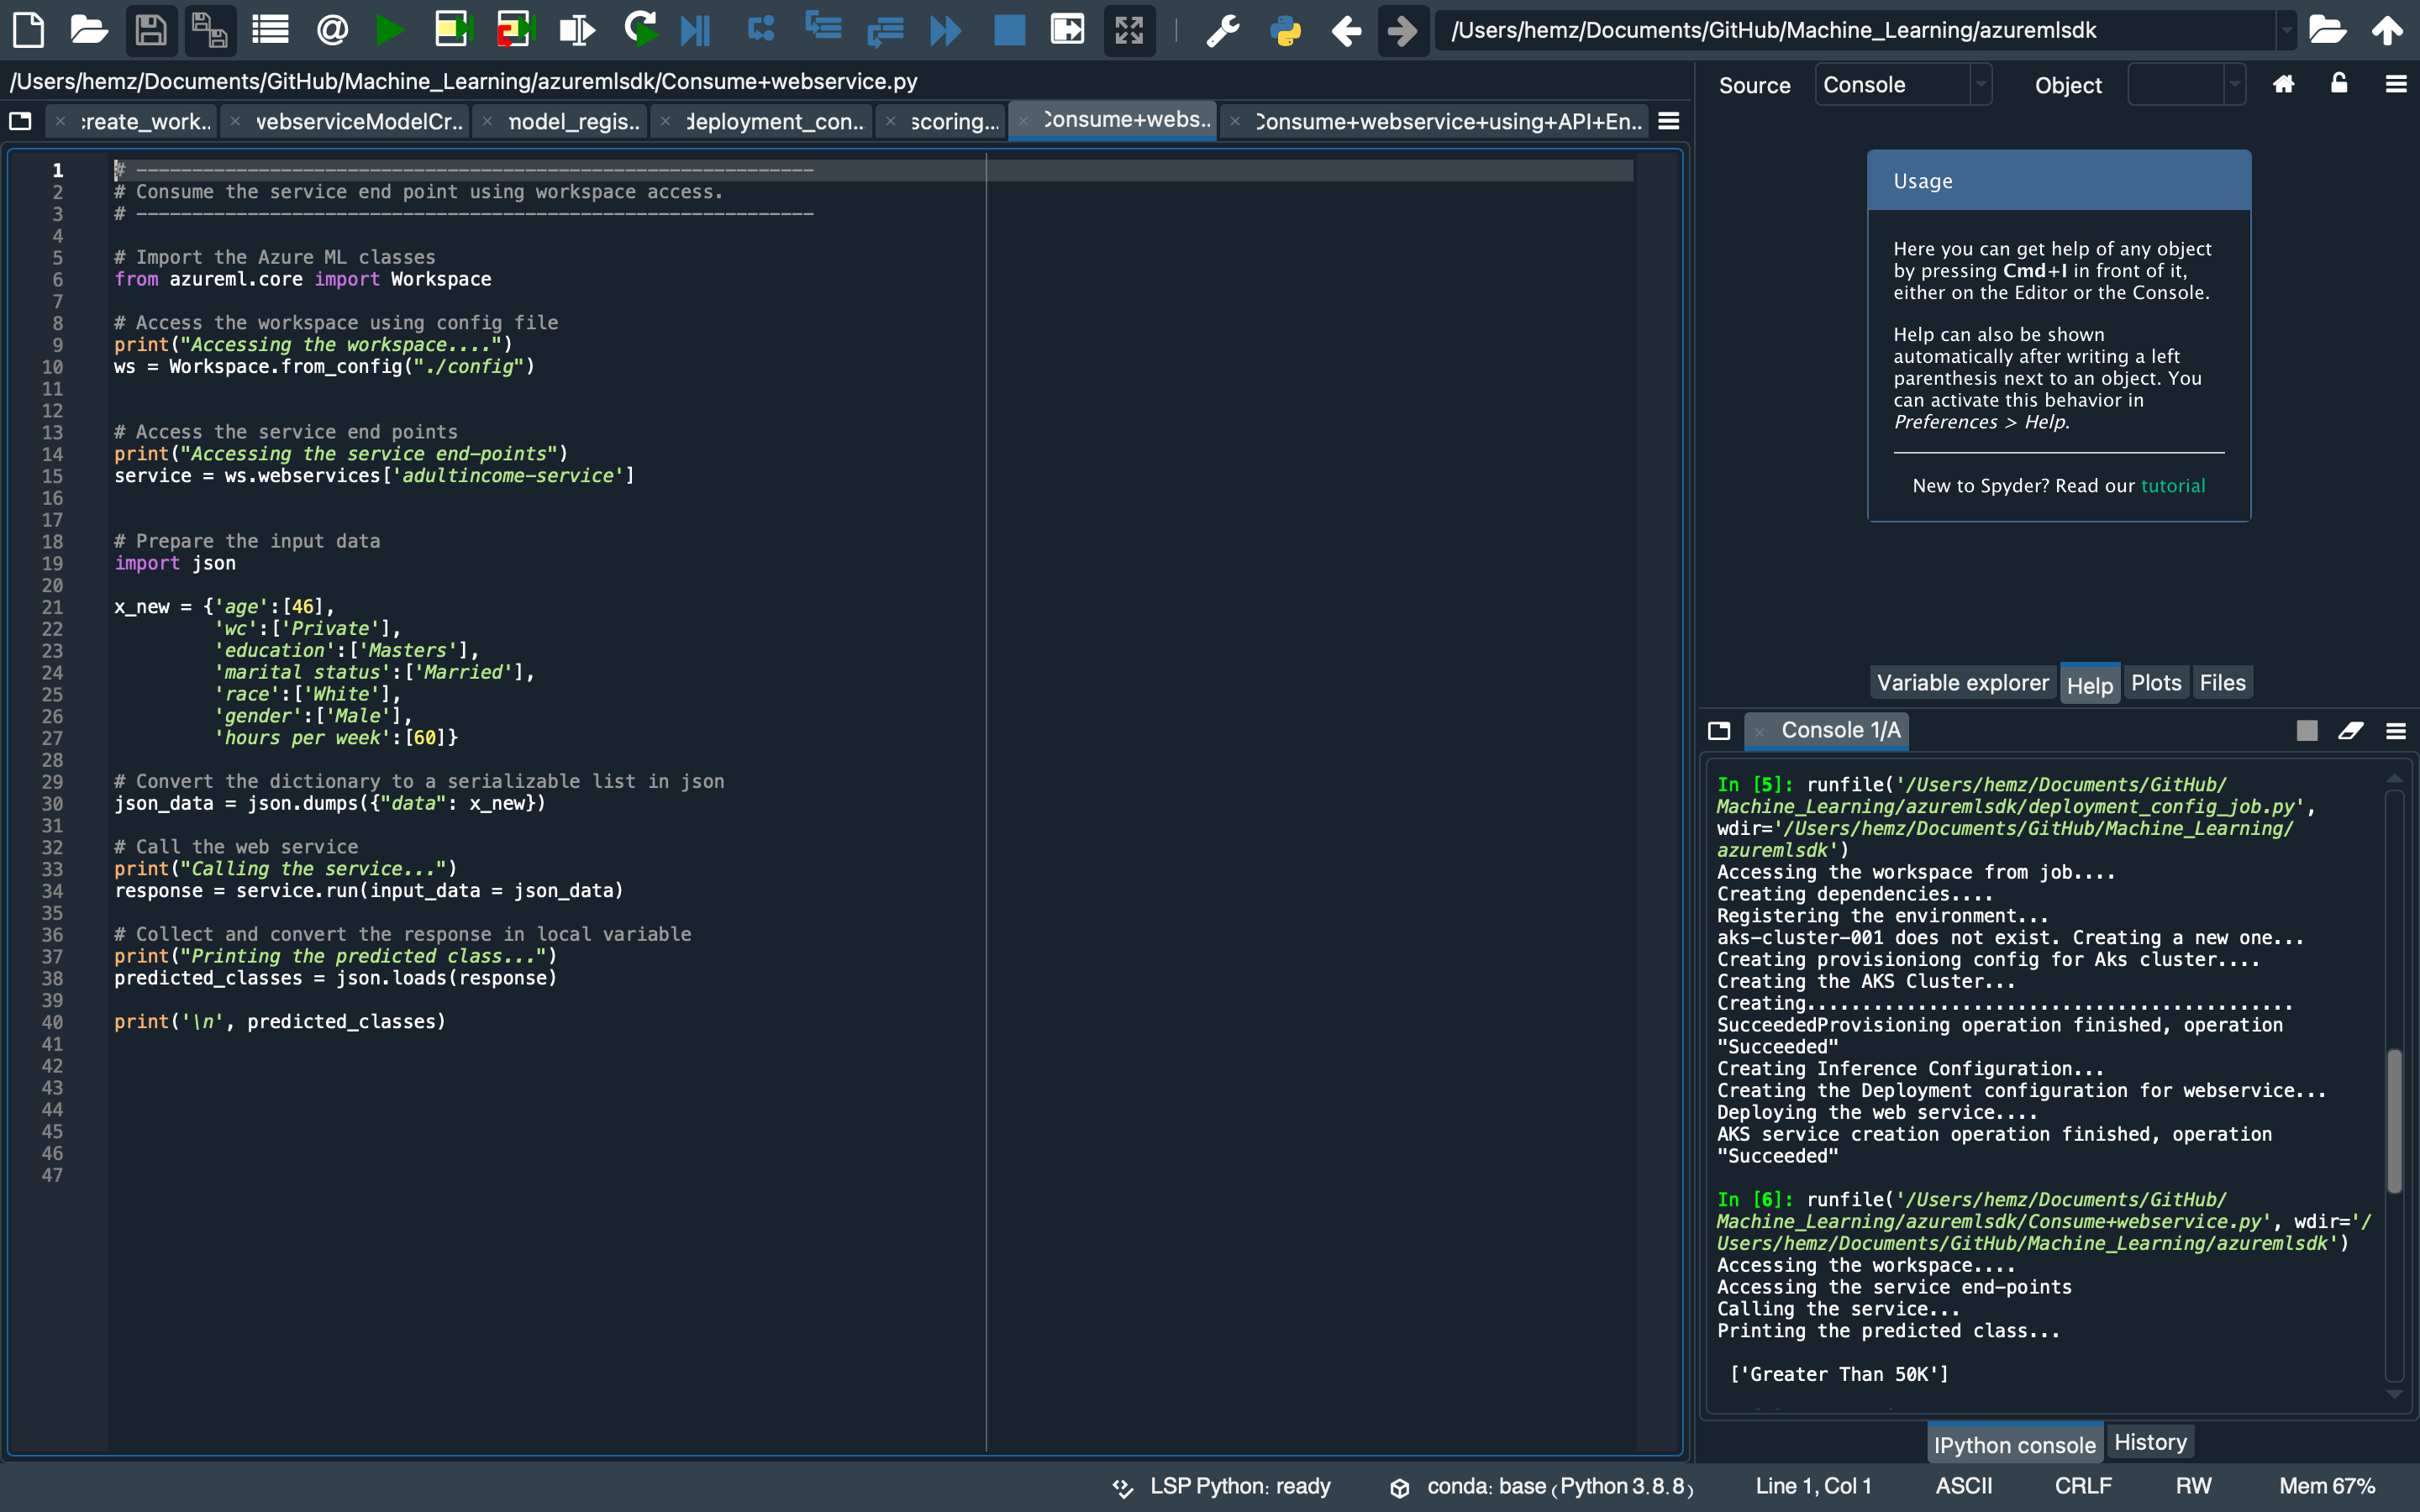 /Users/hemz/Documents/GitHub/Machine_Learning/azuremlsdk
/Users/hemz/Documents/GitHub/Machine_Learning/azuremlsdk/Consume+webservice.py
Source Console Object
:reate_work.. vebserviceModelCr.. model_regis.. deployment_con.. scoring... Consume+webs.. Consume+webservice+using+API+En..
1 # --------------------------------------------------------------
2 # Consume the service end point using workspace access.
3 # --------------------------------------------------------------
4
5 # Import the Azure ML classes
6 from azureml.core import Workspace
7
8 # Access the workspace using config file
9 print("Accessing the workspace....")
10 ws = Workspace.from_config("./config")
11
12
13 # Access the service end points
14 print("Accessing the service end-points")
15 service = ws.webservices['adultincome-service']
16
17
18 # Prepare the input data
19 import json
20
21 x_new = {'age':[46],
22 'wc':['Private'],
23 'education':['Masters'],
24 'marital status':['Married'],
25 'race':['White'],
26 'gender':['Male'],
27 'hours per week':[60]}
28
29 # Convert the dictionary to a serializable list in json
30 json_data = json.dumps({"data": x_new})
31
32 # Call the web service
33 print("Calling the service...")
34 response = service.run(input_data = json_data)
35
36 # Collect and convert the response in local variable
37 print("Printing the predicted class...")
38 predicted_classes = json.loads(response)
39
40 print('\n', predicted_classes)
41
42
43
44
45
46
47
Usage
Here you can get help of any object
by pressing Cmd+I in front of it,
either on the Editor or the Console.
Help can also be shown
automatically after writing a left
parenthesis next to an object. You
can activate this behavior in
Preferences > Help.
New to Spyder? Read our tutorial
Variable explorer Help Plots Files
Console 1/A
In [5]: runfile('/Users/hemz/Documents/GitHub/
Machine_Learning/azuremlsdk/deployment_config_job.py',
wdir='/Users/hemz/Documents/GitHub/Machine_Learning/
azuremlsdk')
Accessing the workspace from job....
Creating dependencies....
Registering the environment...
aks-cluster-001 does not exist. Creating a new one...
Creating provisioniong config for Aks cluster....
Creating the AKS Cluster...
Creating............................................
SucceededProvisioning operation finished, operation
"Succeeded"
Creating Inference Configuration...
Creating the Deployment configuration for webservice...
Deploying the web service....
AKS service creation operation finished, operation
"Succeeded"
In [6]: runfile('/Users/hemz/Documents/GitHub/
Machine_Learning/azuremlsdk/Consume+webservice.py', wdir='/
Users/hemz/Documents/GitHub/Machine_Learning/azuremlsdk')
Accessing the workspace....
Accessing the service end-points
Calling the service...
Printing the predicted class...
['Greater Than 50K']
IPython console History
LSP Python: ready conda: base (Python 3.8.8) Line 1, Col 1 ASCII CRLF RW Mem 67%